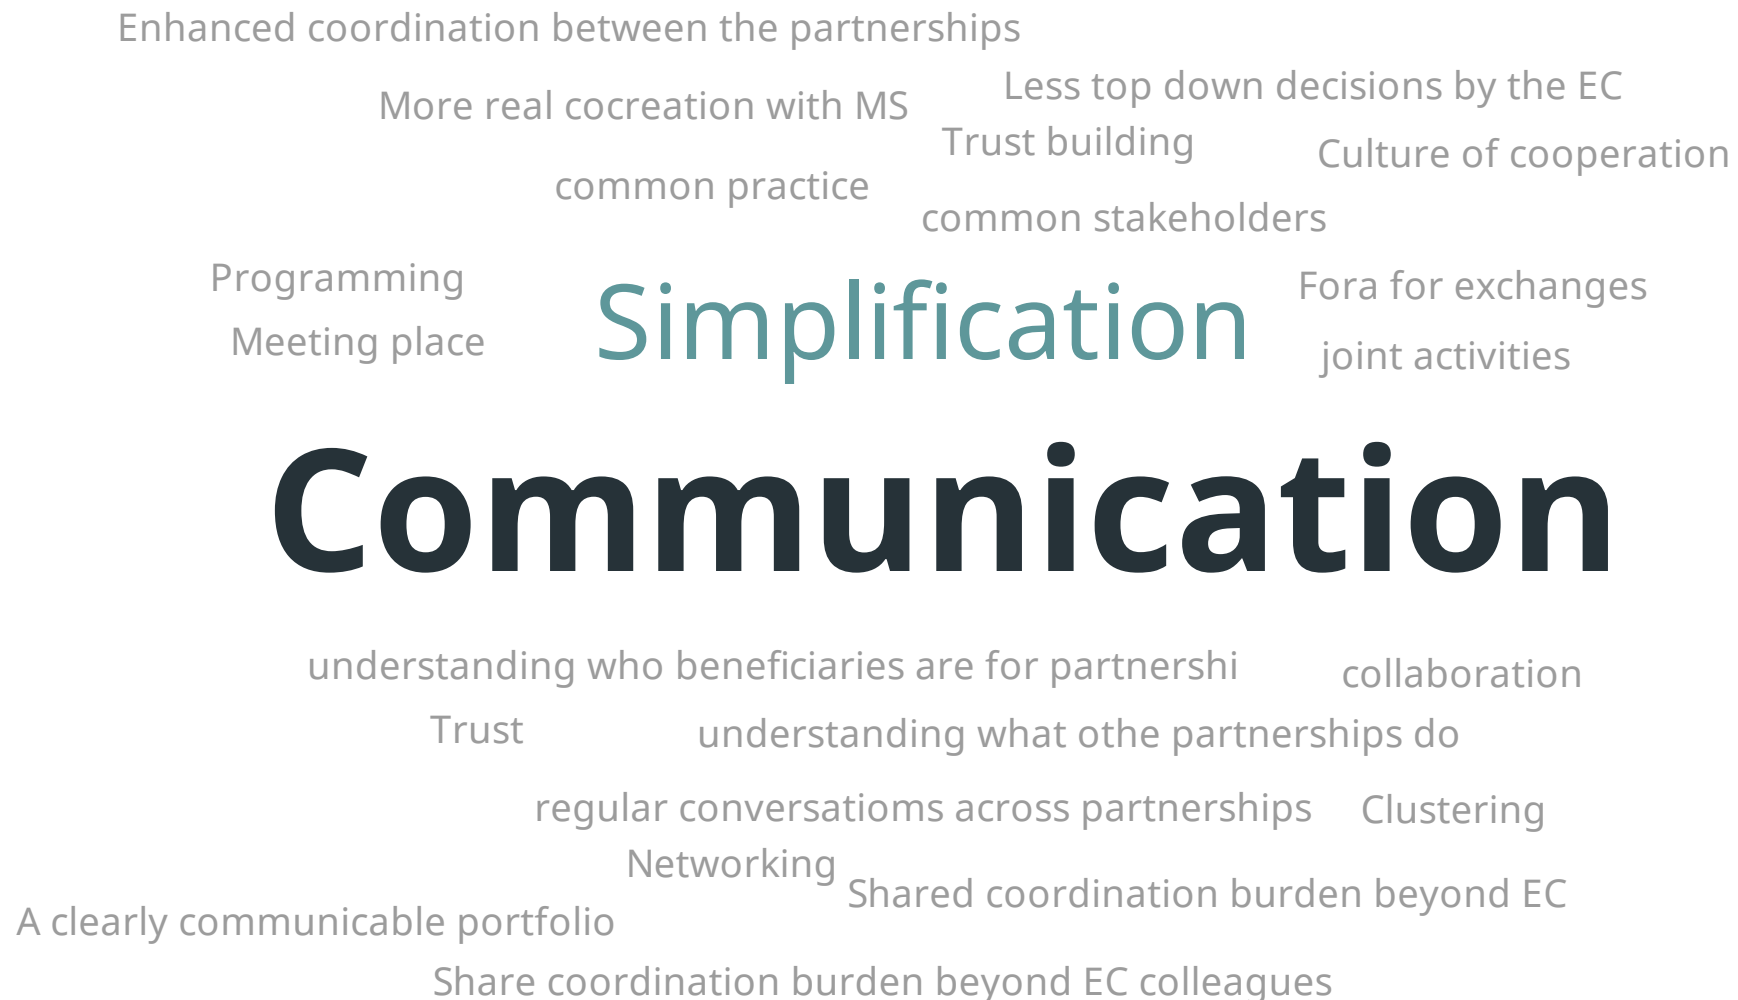 Enhanced coordination between the partnerships
Less top down decisions by the EC
More real cocreation with MS
Trust building
Culture of cooperation
common practice
common stakeholders
Programming
Simplification
Fora for exchanges
Meeting place
joint activities
Communication
understanding who beneficiaries are for partnershi
collaboration
Trust
understanding what othe partnerships do
regular conversatioms across partnerships
Clustering
Networking
Shared coordination burden beyond EC
A clearly communicable portfolio
Share coordination burden beyond EC colleagues